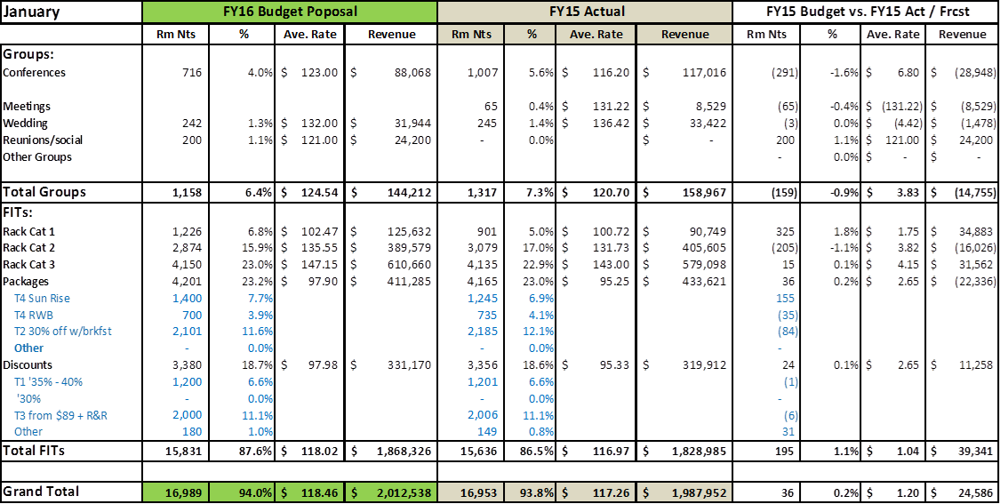 January FY16 Budget Poposal FY15 Actual FY15 Budget vs. FY15 Act / Frcst
Rm Nts % Ave. Rate Revenue Rm Nts % Ave. Rate Revenue Rm Nts % Ave. Rate Revenue
Groups:
Conferences 716 4.0% $ 123.00 $ 88,068 1,007 5.6% $ 116.20 $ 117,016 (291) -1.6% $ 6.80 $ (28,948)
Meetings 65 0.4% $ 131.22 $ 8,529 (65) -0.4% $ (131.22) $ (8,529)
Wedding 242 1.3% $ 132.00 $ 31,944 245 1.4% $ 136.42 $ 33,422 (3) 0.0% $ (4.42) $ (1,478)
Reunions/social 200 1.1% $ 121.00 $ 24,200 - 0.0% $ - 200 1.1% $ 121.00 $ 24,200
Other Groups - 0.0% $ - $ -
Total Groups 1,158 6.4% $ 124.54 $ 144,212 1,317 7.3% $ 120.70 $ 158,967 (159) -0.9% $ 3.83 $ (14,755)
FITs:
Rack Cat 1 1,226 6.8% $ 102.47 $ 125,632 901 5.0% $ 100.72 $ 90,749 325 1.8% $ 1.75 $ 34,883
Rack Cat 2 2,874 15.9% $ 135.55 $ 389,579 3,079 17.0% $ 131.73 $ 405,605 (205) -1.1% $ 3.82 $ (16,026)
Rack Cat 3 4,150 23.0% $ 147.15 $ 610,660 4,135 22.9% $ 143.00 $ 579,098 15 0.1% $ 4.15 $ 31,562
Packages 4,201 23.2% $ 97.90 $ 411,285 4,165 23.0% $ 95.25 $ 433,621 36 0.2% $ 2.65 $ (22,336)
T4 Sun Rise 1,400 7.7% 1,245 6.9% 155
T4 RWB 700 3.9% 735 4.1% (35)
T2 30% off w/brkfst 2,101 11.6% 2,185 12.1% (84)
Other - 0.0% - 0.0% -
Discounts 3,380 18.7% $ 97.98 $ 331,170 3,356 18.6% $ 95.33 $ 319,912 24 0.1% $ 2.65 $ 11,258
T1 '35% - 40% 1,200 6.6% 1,201 6.6% (1)
'30% - 0.0% - 0.0% -
T3 from $89 + R&R 2,000 11.1% 2,006 11.1% (6)
Other 180 1.0% 149 0.8% 31
Total FITs 15,831 87.6% $ 118.02 $ 1,868,326 15,636 86.5% $ 116.97 $ 1,828,985 195 1.1% $ 1.04 $ 39,341
Grand Total 16,989 94.0% $ 118.46 $ 2,012,538 16,953 93.8% $ 117.26 $ 1,987,952 36 0.2% $ 1.20 $ 24,586